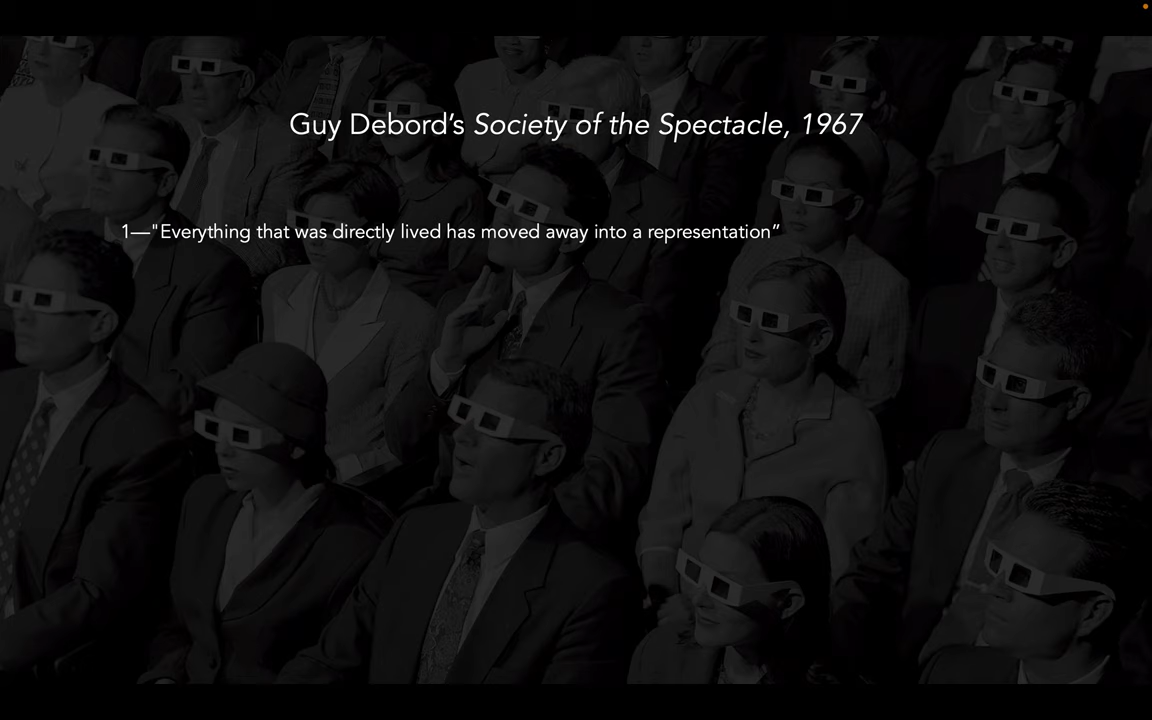 Guy Debord’s Society of the Spectacle, 1967
1—"Everything that was directly lived has moved away into a representation”